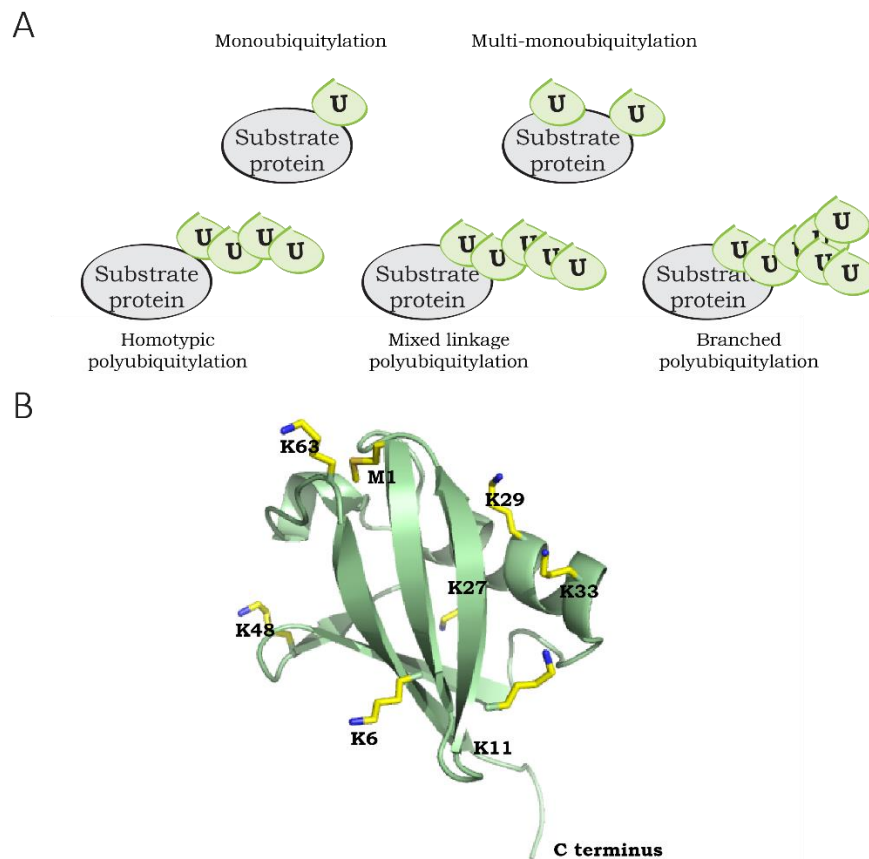 A
Monoubiquitylation
Multi-monoubiquitylation
U
Substrate
protein
U
U
Substrate
protein
U
U
U
U
Substrate
protein
U
U
U
U
U
Substrate
protein
U
U
U
U
U
U
Substrate
protein
Homotypic
polyubiquitylation
Mixed linkage
polyubiquitylation
Branched
polyubiquitylation
B
K63
M1
K29
K27
K33
K48
K6
K11
C terminus